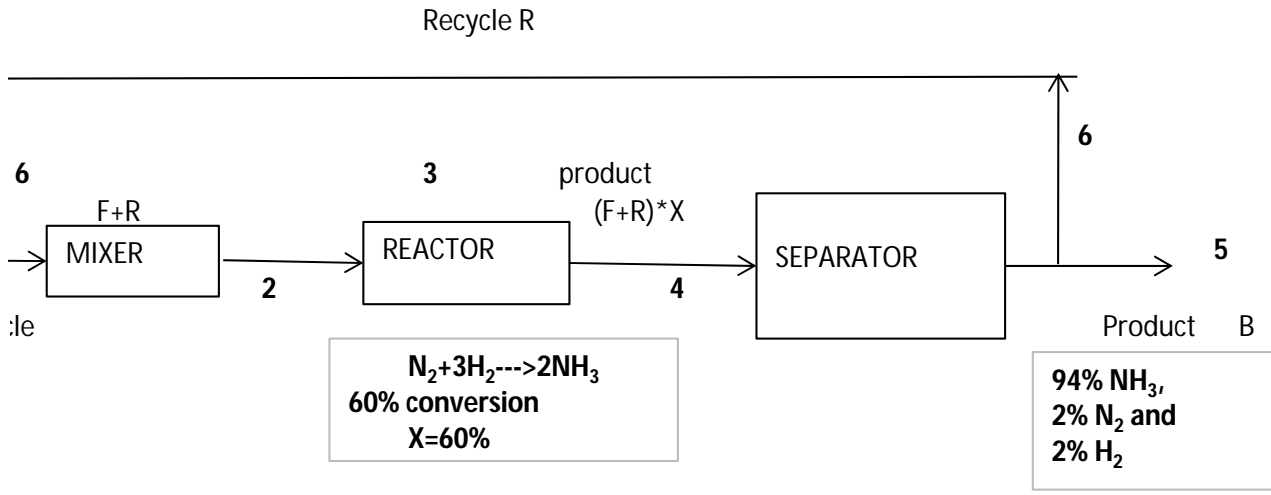 Recycle R
6
6
3
product
F+R
(F+R)*X
MIXER
REACTOR
SEPARATOR
5
2
4
cle
Product B
N₂+3H₂--->2NH₃
60% conversion
X=60%
94% NH₃,
2% N₂ and
2% H₂